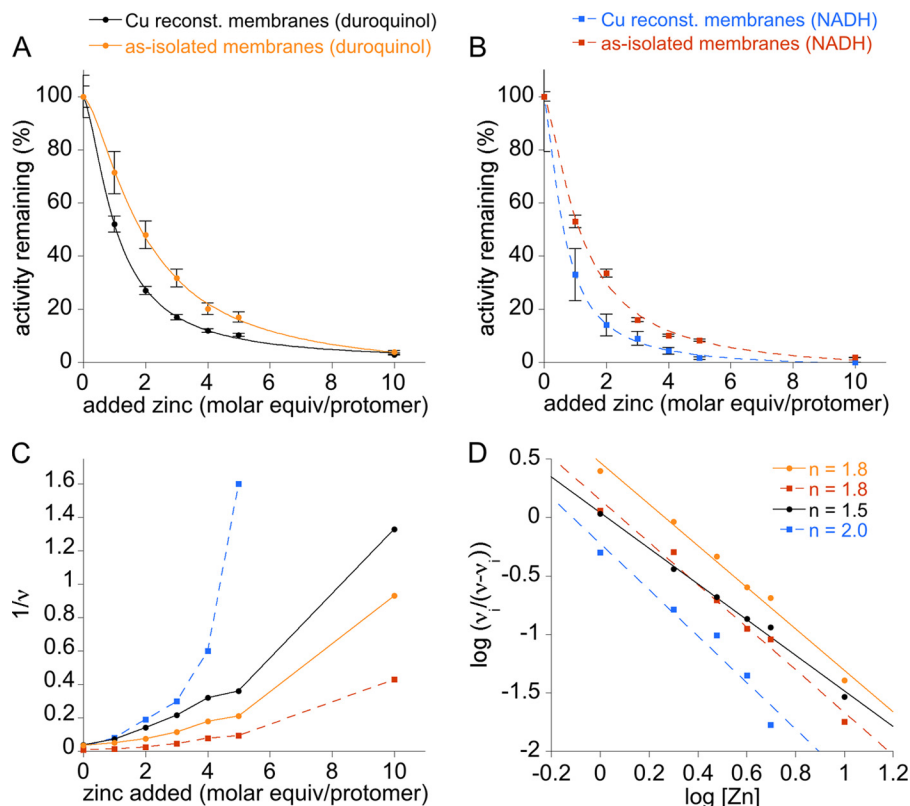 Cu reconst. membranes (duroquinol)
as-isolated membranes (duroquinol)
A
activity remaining (%)
100
80
60
40
20
0
0 2 4 6 8 10
added zinc (molar equiv/protomer)
Cu reconst. membranes (NADH)
as-isolated membranes (NADH)
B
activity remaining (%)
100
80
60
40
20
0
0 2 4 6 8 10
added zinc (molar equiv/protomer)
C
1/ν
1.6
1.4
1.2
1.0
0.8
0.6
0.4
0.2
0
0 2 4 6 8 10
zinc added (molar equiv/protomer)
D
n = 1.8
n = 1.8
n = 1.5
n = 2.0
log (νi/(ν-νi))
0.5
0
-0.5
-1
-1.5
-2
-0.2 0.0 0.2 0.4 0.6 0.8 1.0 1.2
log [Zn]